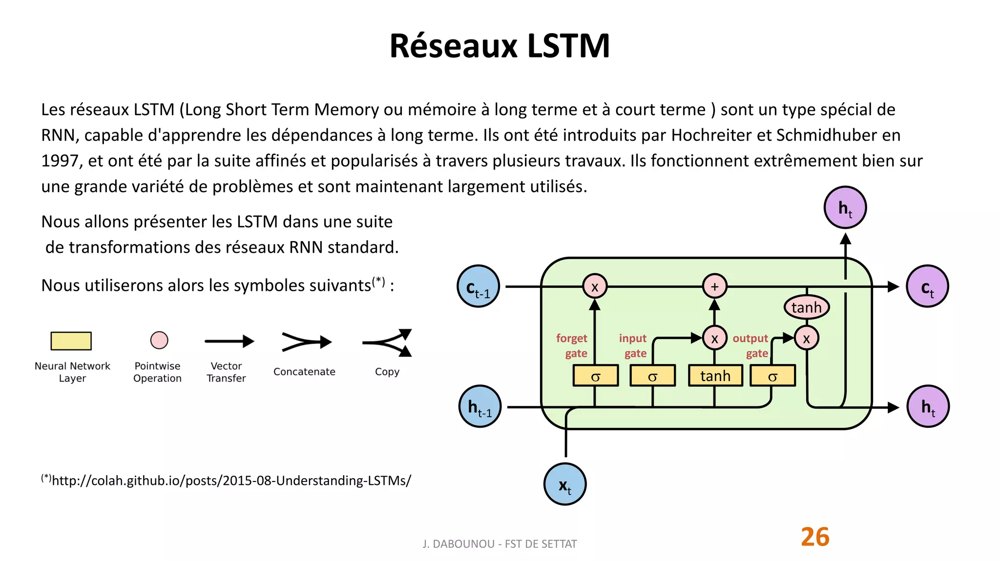 Réseaux LSTM
Les réseaux LSTM (Long Short Term Memory ou mémoire à long terme et à court terme ) sont un type spécial de
RNN, capable d'apprendre les dépendances à long terme. Ils ont été introduits par Hochreiter et Schmidhuber en
1997, et ont été par la suite affinés et popularisés à travers plusieurs travaux. Ils fonctionnent extrêmement bien sur
une grande variété de problèmes et sont maintenant largement utilisés.
Nous allons présenter les LSTM dans une suite
de transformations des réseaux RNN standard.
Nous utiliserons alors les symboles suivants(*) :
Neural Network
Layer
Pointwise
Operation
Vector
Transfer
Concatenate
Copy
ht
ct-1
x
+
ct
tanh
forget
gate
input
gate
x
output
gate
x
σ
σ
tanh
σ
ht-1
ht
xt
(*)http://colah.github.io/posts/2015-08-Understanding-LSTMs/
J. DABOUNOU - FST DE SETTAT
26